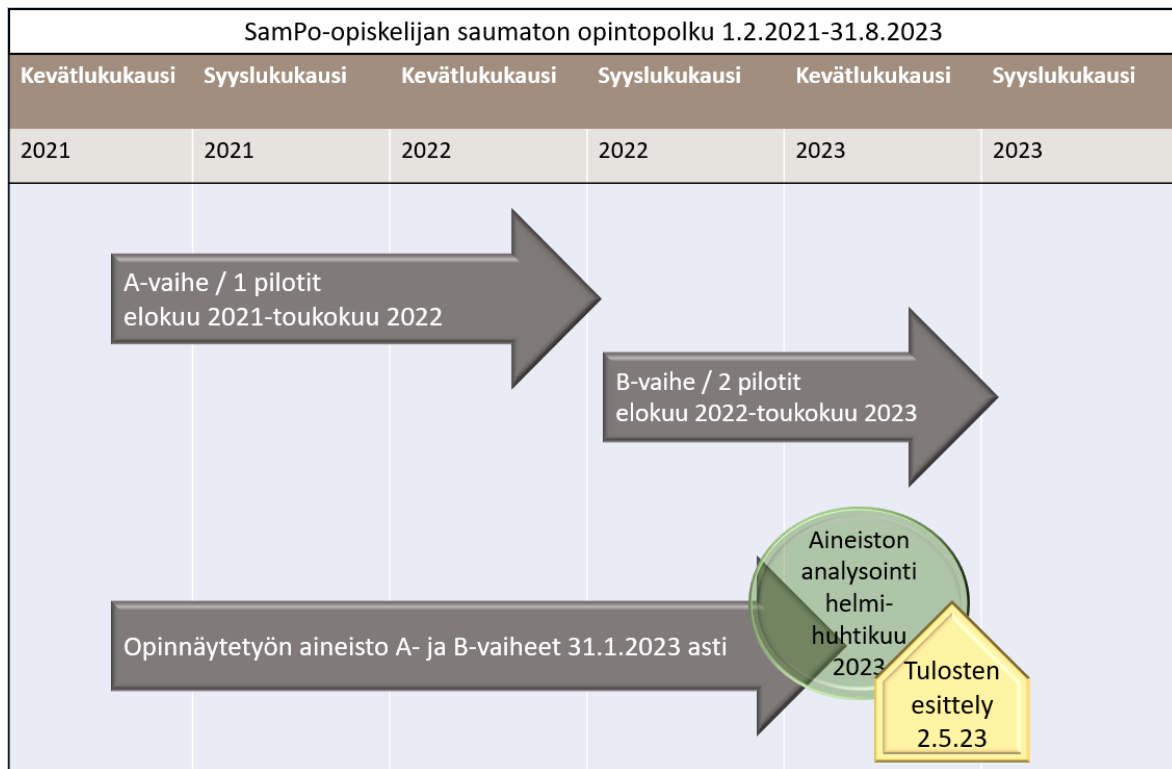 SamPo-opiskelijan saumaton opintopolku 1.2.2021-31.8.2023
Kevätlukukausi Syyslukukausi Kevätlukukausi Syyslukukausi Kevätlukukausi Syyslukukausi
2021 2021 2022 2022 2023 2023
A-vaihe / 1 pilotit
elokuu 2021-toukokuu 2022
B-vaihe / 2 pilotit
elokuu 2022-toukokuu 2023
Opinnäytetyön aineisto A- ja B-vaiheet 31.1.2023 asti
Aineiston
analysointi
helmi-
huhtikuu
2023
Tulosten
esittely
2.5.23